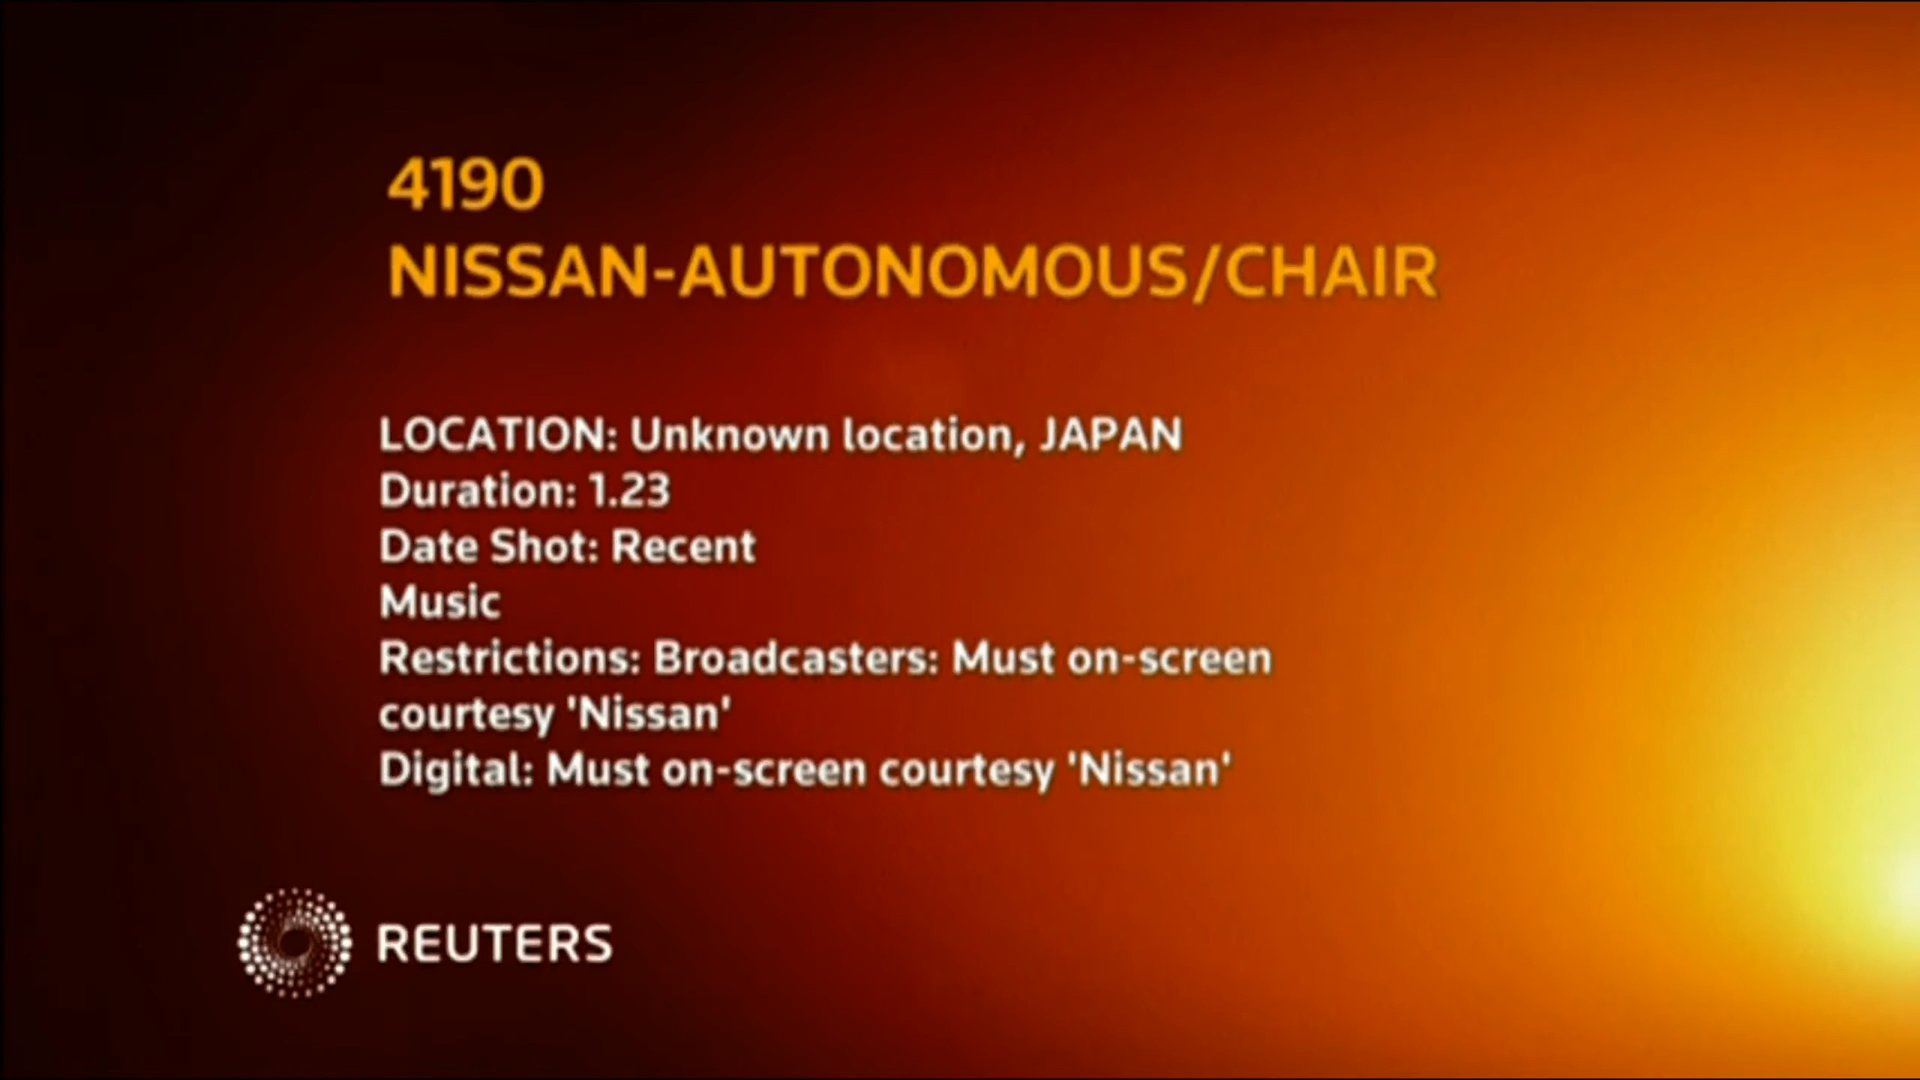 4190
NISSAN-AUTONOMOUS/CHAIR
LOCATION: Unknown location, JAPAN
Duration: 1.23
Date Shot: Recent
Music
Restrictions: Broadcasters: Must on-screen
courtesy 'Nissan'
Digital: Must on-screen courtesy 'Nissan'
REUTERS